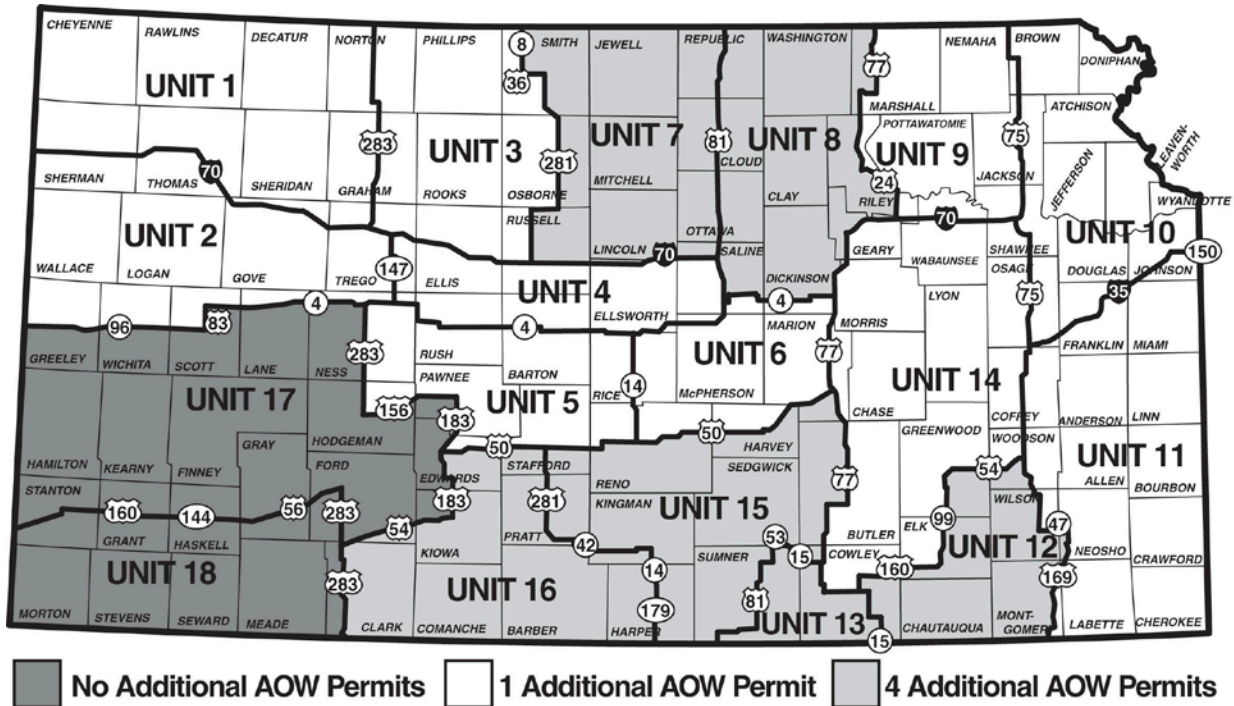 CHEYENNE
RAWLINS
DECATUR
NORTON
PHILLIPS
8
SMITH
JEWELL
REPUBLIC
WASHINGTON
NEMAHA
BROWN
DONIPHAN
UNIT 1
36
77
MARSHALL
ATCHISON
283
UNIT 3
281
UNIT 7
81
CLOUD
UNIT 8
POTTAWATOMIE
UNIT 9
75
LEAVEN-
WORTH
70
SHERMAN
THOMAS
SHERIDAN
GRAHAM
ROOKS
OSBORNE
MITCHELL
CLAY
24
RILEY
JACKSON
JEFFERSON
WYANDOTTE
UNIT 2
RUSSELL
OTTAWA
LINCOLN
70
SALINE
70
UNIT 10
150
WALLACE
LOGAN
GOVE
TREGO
147
ELLIS
DICKINSON
GEARY
WABAUNSEE
SHAWNEE
OSAGE
DOUGLAS
JOHNSON
UNIT 4
4
ELLSWORTH
4
LYON
75
35
96
83
4
MARION
MORRIS
GREELEY
WICHITA
SCOTT
LANE
NESS
283
RUSH
BARTON
UNIT 6
77
FRANKLIN
MIAMI
UNIT 17
156
PAWNEE
RICE
14
McPHERSON
UNIT 14
183
UNIT 5
50
50
CHASE
COFFEY
ANDERSON
LINN
GRAY
HODGEMAN
HARVEY
GREENWOOD
WOODSON
UNIT 11
HAMILTON
KEARNY
FINNEY
FORD
EDWARDS
STAFFORD
RENO
SEDGWICK
54
ALLEN
BOURBON
STANTON
160
144
56
283
183
54
281
KINGMAN
UNIT 15
77
99
WILSON
47
GRANT
HASKELL
KIOWA
PRATT
42
SUMNER
53
15
BUTLER
ELK
COWLEY
160
UNIT 12
NEOSHO
CRAWFORD
UNIT 18
283
UNIT 16
14
169
MORTON
STEVENS
SEWARD
MEADE
CLARK
COMANCHE
BARBER
HARPER
179
81
UNIT 13
15
CHAUTAUQUA
MONT-
GOMERY
LABETTE
CHEROKEE
No Additional AOW Permits
1 Additional AOW Permit
4 Additional AOW Permits